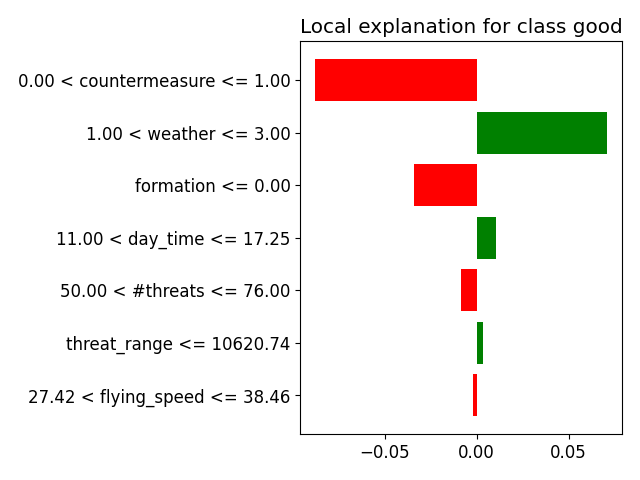 Local explanation for class good
0.00 < countermeasure <= 1.00
1.00 < weather <= 3.00
formation <= 0.00
11.00 < day_time <= 17.25
50.00 < #threats <= 76.00
threat_range <= 10620.74
27.42 < flying_speed <= 38.46
−0.05 0.00 0.05